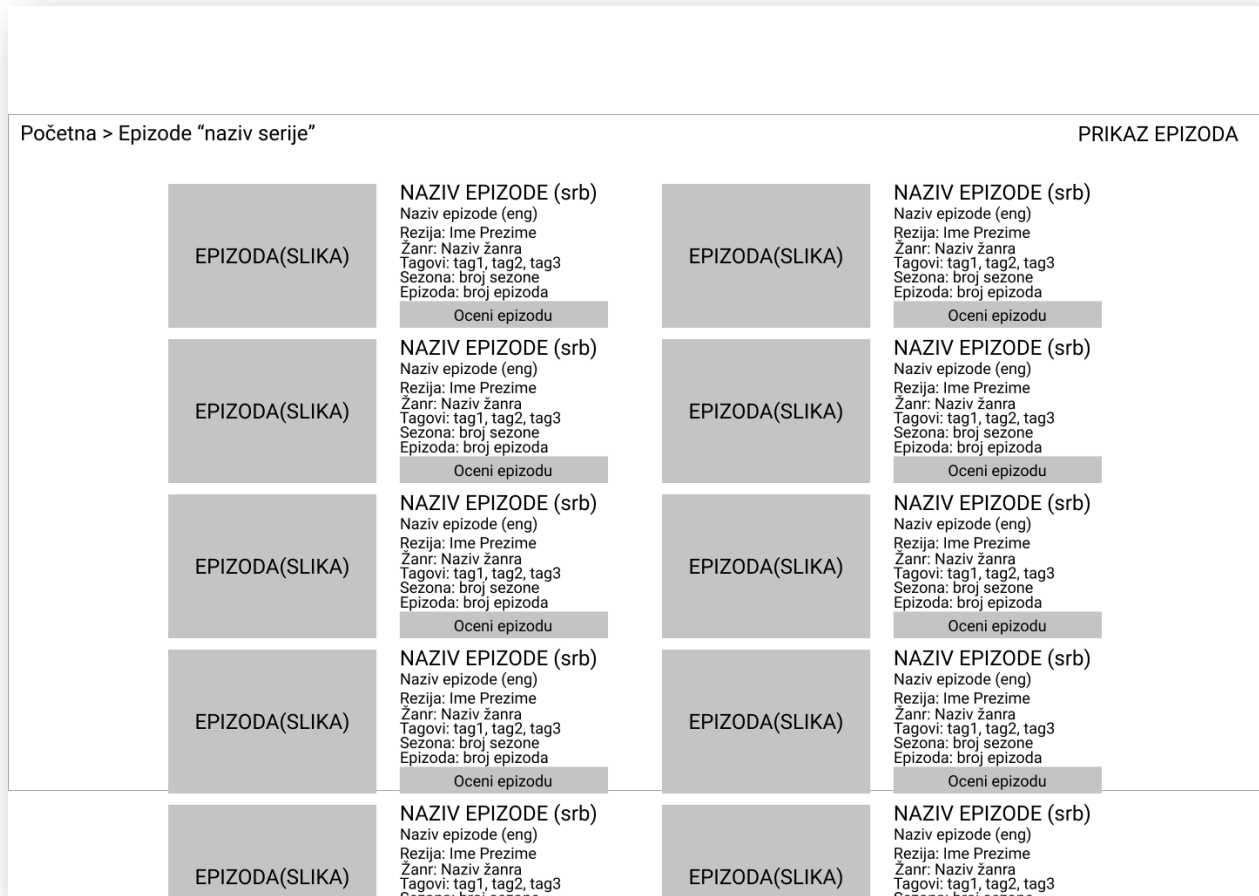 Početna > Epizode “naziv serije”
PRIKAZ EPIZODA
EPIZODA(SLIKA)
NAZIV EPIZODE (srb)
Naziv epizode (eng)
Rezija: Ime Prezime
Žanr: Naziv žanra
Tagovi: tag1, tag2, tag3
Sezona: broj sezone
Epizoda: broj epizoda
Oceni epizodu
EPIZODA(SLIKA)
NAZIV EPIZODE (srb)
Naziv epizode (eng)
Rezija: Ime Prezime
Žanr: Naziv žanra
Tagovi: tag1, tag2, tag3
Sezona: broj sezone
Epizoda: broj epizoda
Oceni epizodu
EPIZODA(SLIKA)
NAZIV EPIZODE (srb)
Naziv epizode (eng)
Rezija: Ime Prezime
Žanr: Naziv žanra
Tagovi: tag1, tag2, tag3
Sezona: broj sezone
Epizoda: broj epizoda
Oceni epizodu
EPIZODA(SLIKA)
NAZIV EPIZODE (srb)
Naziv epizode (eng)
Rezija: Ime Prezime
Žanr: Naziv žanra
Tagovi: tag1, tag2, tag3
Sezona: broj sezone
Epizoda: broj epizoda
Oceni epizodu
EPIZODA(SLIKA)
NAZIV EPIZODE (srb)
Naziv epizode (eng)
Rezija: Ime Prezime
Žanr: Naziv žanra
Tagovi: tag1, tag2, tag3
Sezona: broj sezone
Epizoda: broj epizoda
Oceni epizodu
EPIZODA(SLIKA)
NAZIV EPIZODE (srb)
Naziv epizode (eng)
Rezija: Ime Prezime
Žanr: Naziv žanra
Tagovi: tag1, tag2, tag3
Sezona: broj sezone
Epizoda: broj epizoda
Oceni epizodu
EPIZODA(SLIKA)
NAZIV EPIZODE (srb)
Naziv epizode (eng)
Rezija: Ime Prezime
Žanr: Naziv žanra
Tagovi: tag1, tag2, tag3
Sezona: broj sezone
Epizoda: broj epizoda
Oceni epizodu
EPIZODA(SLIKA)
NAZIV EPIZODE (srb)
Naziv epizode (eng)
Rezija: Ime Prezime
Žanr: Naziv žanra
Tagovi: tag1, tag2, tag3
Sezona: broj sezone
Epizoda: broj epizoda
Oceni epizodu
EPIZODA(SLIKA)
NAZIV EPIZODE (srb)
Naziv epizode (eng)
Rezija: Ime Prezime
Žanr: Naziv žanra
Tagovi: tag1, tag2, tag3
EPIZODA(SLIKA)
NAZIV EPIZODE (srb)
Naziv epizode (eng)
Rezija: Ime Prezime
Žanr: Naziv žanra
Tagovi: tag1, tag2, tag3